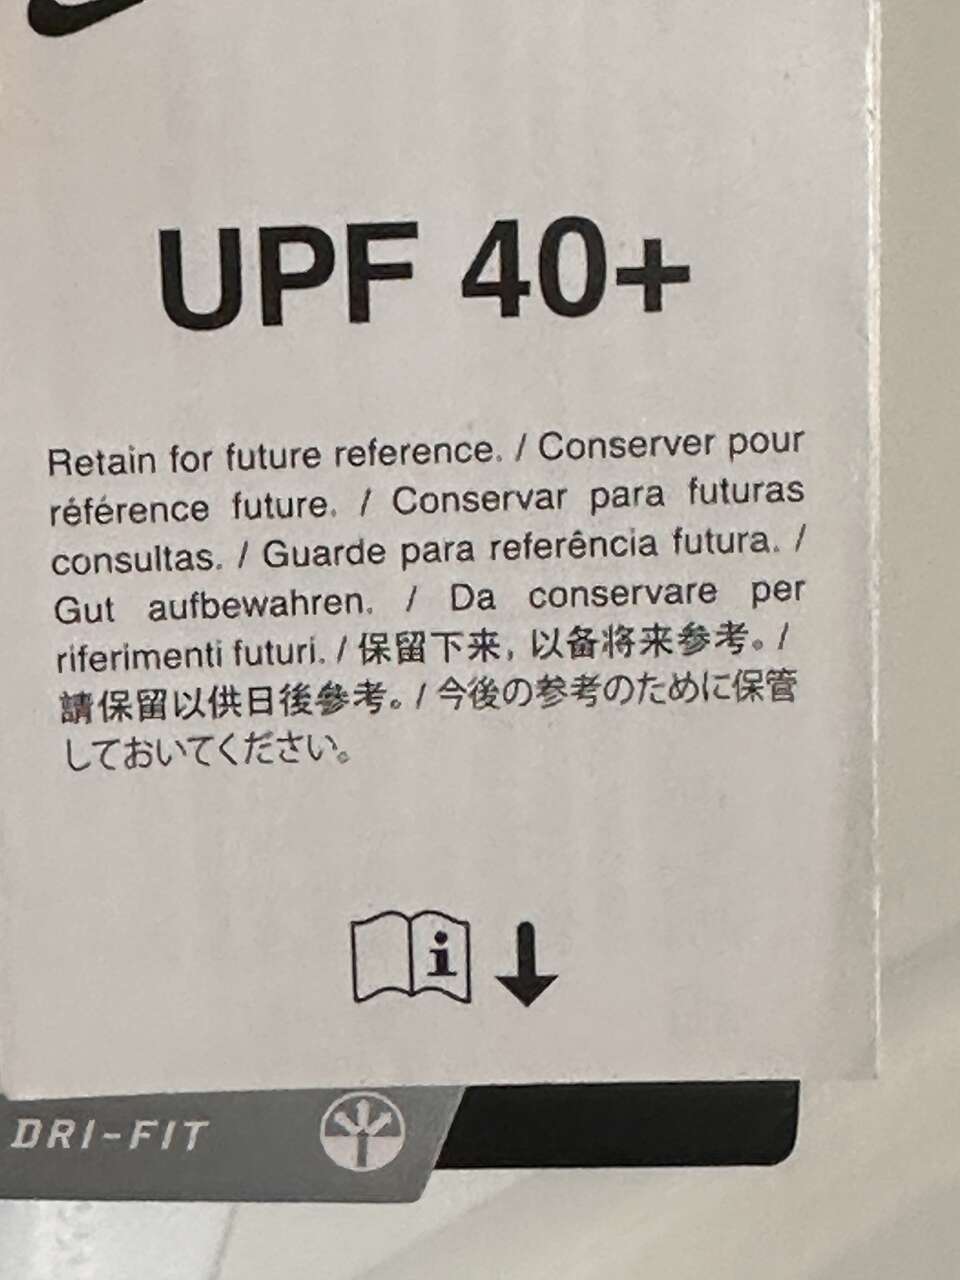 UPF 40+
Retain for future reference. / Conserver pour
référence future. / Conservar para futuras
consultas. / Guarde para referência futura. /
Gut aufbewahren. / Da conservare per
riferimenti futuri. / 保留下来, 以备将来参考。 /
請保留以供日後參考。 / 今後の参考のために保管
しておいてください。
i
DRI-FIT